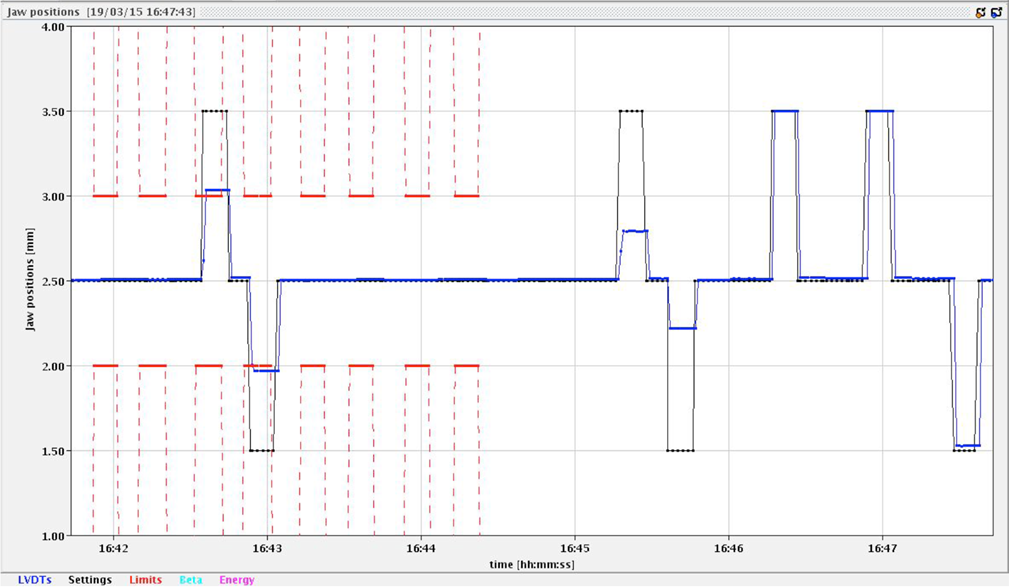 Jaw positions [19/03/15 16:47:43]
4.00
3.50
3.00
2.50
2.00
1.50
1.00
Jaw positions [mm]
16:42 16:43 16:44 16:45 16:46 16:47
time [hh:mm:ss]
LVDTs Settings Limits Beta Energy